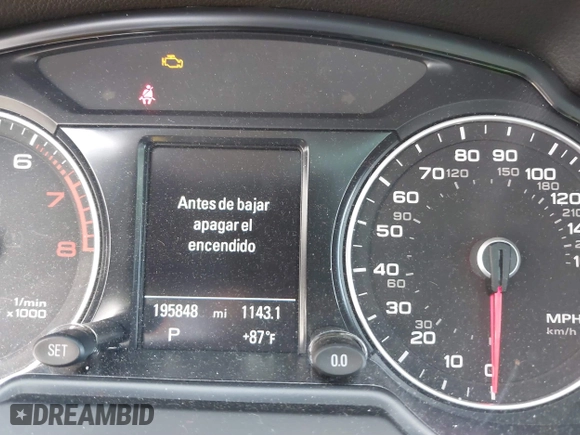 Antes de bajar
apagar el
encendido
195848 mi 1143.1
P +87°F
6
7
8
1/min
x1000
SET
0.0
0
10
20
30
40
50
60
70
80
90
100
120
30
60
90
120
150
180
210
MPH
km/h
DREAMBID